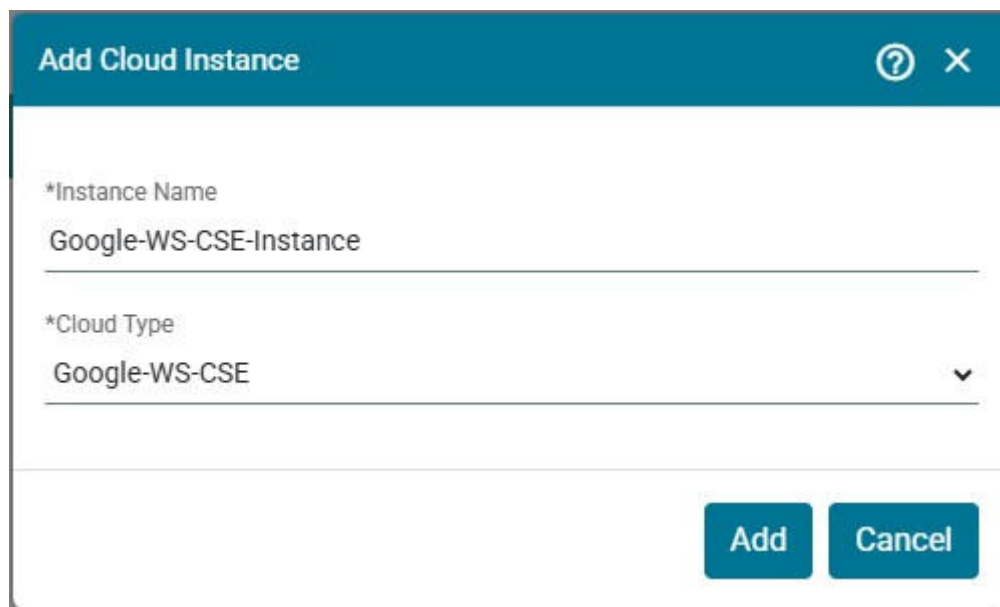 Add Cloud Instance
*Instance Name
Google-WS-CSE-Instance
*Cloud Type
Google-WS-CSE
Add Cancel